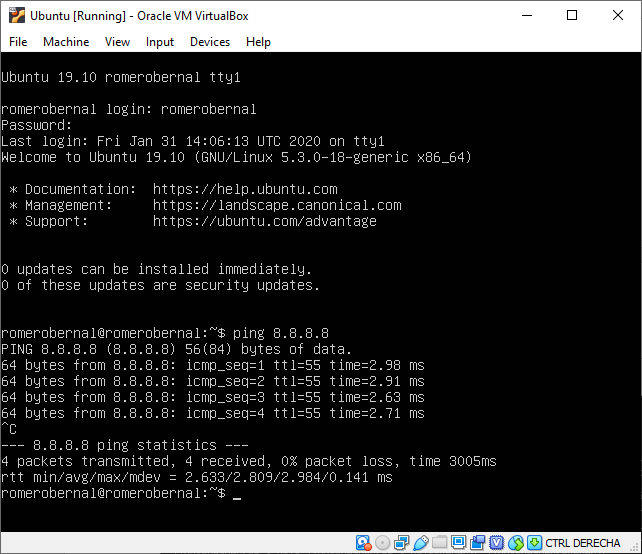 Ubuntu [Running] - Oracle VM VirtualBox
File Machine View Input Devices Help
Ubuntu 19.10 romerobernal tty1
romerobernal login: romerobernal
Password:
Last login: Fri Jan 31 14:06:13 UTC 2020 on tty1
Welcome to Ubuntu 19.10 (GNU/Linux 5.3.0-18-generic x86_64)
* Documentation: https://help.ubuntu.com
* Management: https://landscape.canonical.com
* Support: https://ubuntu.com/advantage
0 updates can be installed immediately.
0 of these updates are security updates.
romerobernal@romerobernal:~$ ping 8.8.8.8
PING 8.8.8.8 (8.8.8.8) 56(84) bytes of data.
64 bytes from 8.8.8.8: icmp_seq=1 ttl=55 time=2.98 ms
64 bytes from 8.8.8.8: icmp_seq=2 ttl=55 time=2.91 ms
64 bytes from 8.8.8.8: icmp_seq=3 ttl=55 time=2.63 ms
64 bytes from 8.8.8.8: icmp_seq=4 ttl=55 time=2.71 ms
^C
--- 8.8.8.8 ping statistics ---
4 packets transmitted, 4 received, 0% packet loss, time 3005ms
rtt min/avg/max/mdev = 2.633/2.809/2.984/0.141 ms
romerobernal@romerobernal:~$ _
CTRL DERECHA